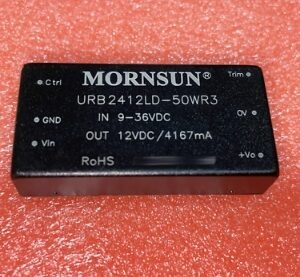 Ctrl MORNSUN® Trim
URB2412LD-50WR3
GND IN 9-36VDC 0V
Vin OUT 12VDC/4167mA
RoHS +Vo